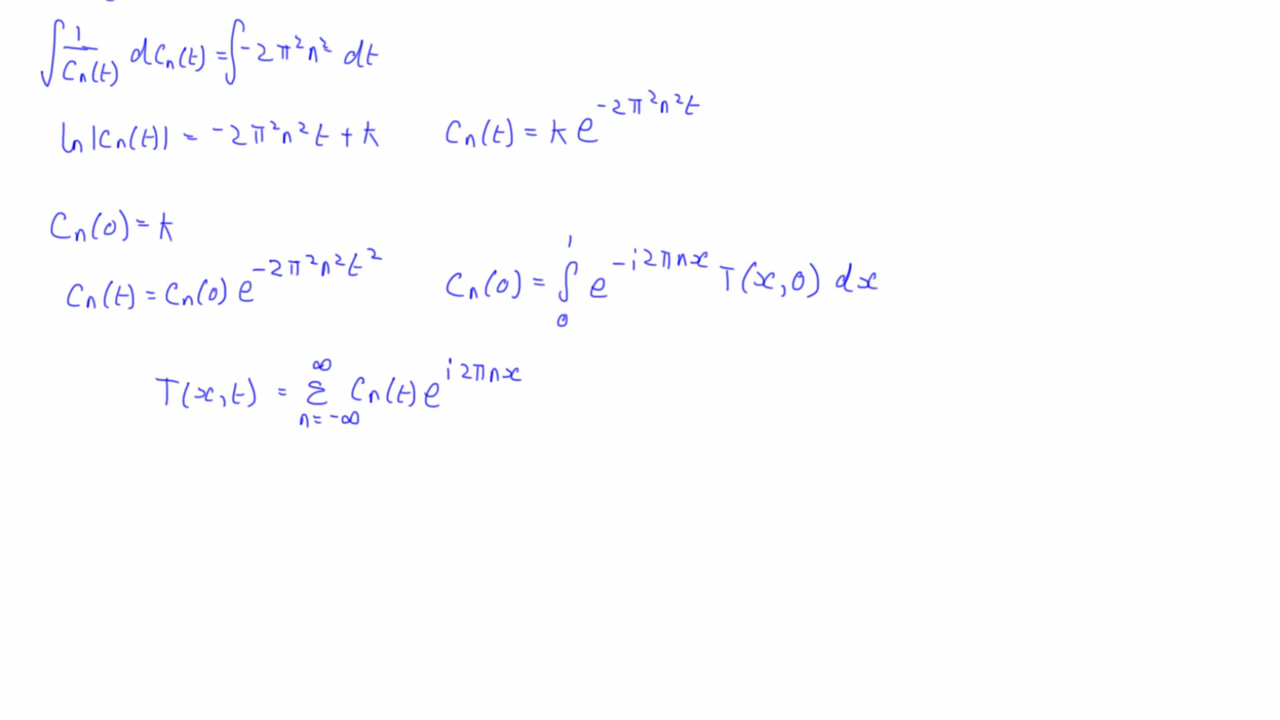 ∫ 1/Cₙ(t) dCₙ(t) = ∫ -2π²n² dt
ln|Cₙ(t)| = -2π²n²t + k    Cₙ(t) = k e^(-2π²n²t)
Cₙ(0) = k
Cₙ(t) = Cₙ(0) e^(-2π²n²t²)    Cₙ(0) = ∫₀¹ e^(-i2πnx) T(x,0) dx
T(x,t) = Σ_(n=-∞)^∞ Cₙ(t) e^(i2πnx)